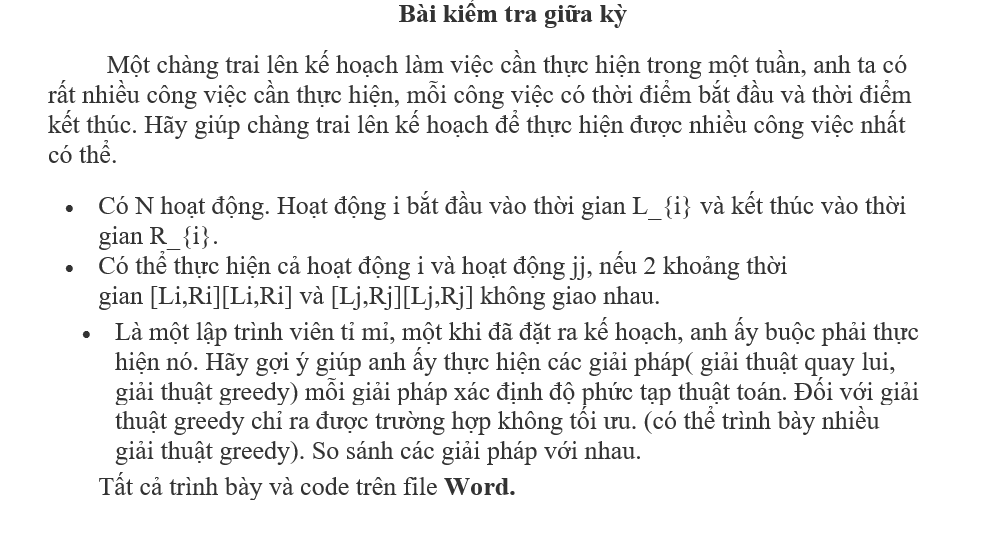 Bài kiểm tra giữa kỳ
Một chàng trai lên kế hoạch làm việc cần thực hiện trong một tuần, anh ta có
rất nhiều công việc cần thực hiện, mỗi công việc có thời điểm bắt đầu và thời điểm
kết thúc. Hãy giúp chàng trai lên kế hoạch để thực hiện được nhiều công việc nhất
có thể.
• Có N hoạt động. Hoạt động i bắt đầu vào thời gian L_{i} và kết thúc vào thời
gian R_{i}.
• Có thể thực hiện cả hoạt động i và hoạt động jj, nếu 2 khoảng thời
gian [Li,Ri][Li,Ri] và [Lj,Rj][Lj,Rj] không giao nhau.
• Là một lập trình viên tỉ mỉ, một khi đã đặt ra kế hoạch, anh ấy buộc phải thực
hiện nó. Hãy gợi ý giúp anh ấy thực hiện các giải pháp( giải thuật quay lui,
giải thuật greedy) mỗi giải pháp xác định độ phức tạp thuật toán. Đối với giải
thuật greedy chỉ ra được trường hợp không tối ưu. (có thể trình bày nhiều
giải thuật greedy). So sánh các giải pháp với nhau.
Tất cả trình bày và code trên file Word.